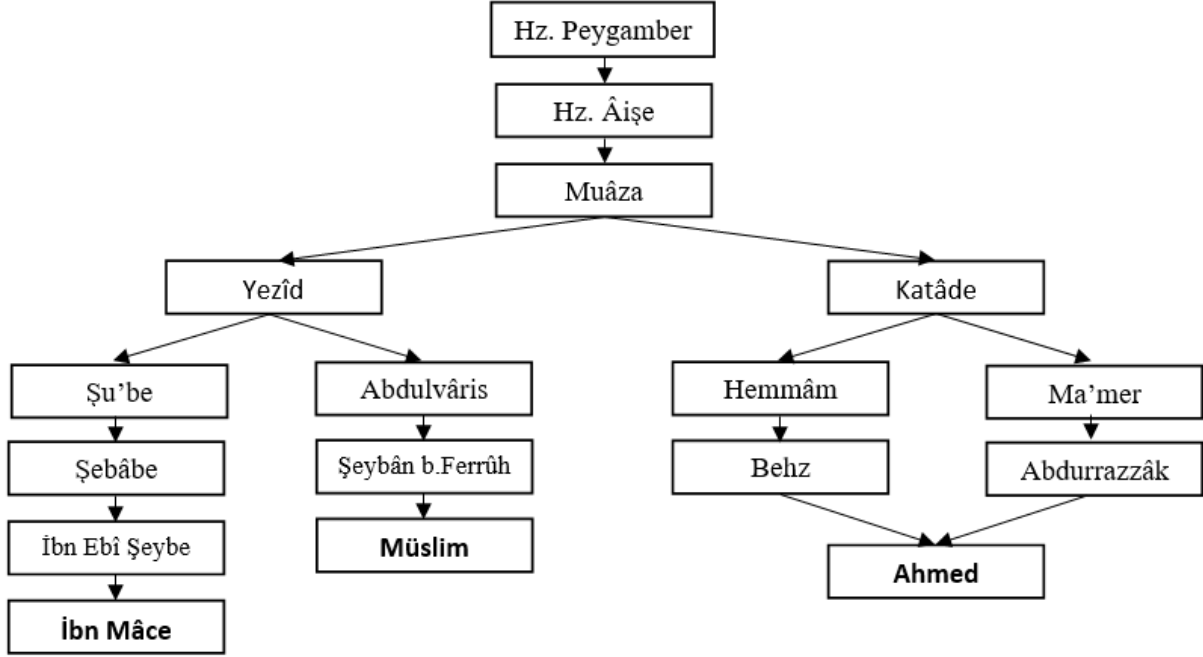 Hz. Peygamber
Hz. Âişe
Muâza
Yezîd
Katâde
Şu’be
Abdulvâris
Hemmâm
Ma’mer
Şebâbe
Şeybân b.Ferrûh
Behz
Abdurrazzâk
İbn Ebî Şeybe
Müslim
Ahmed
İbn Mâce